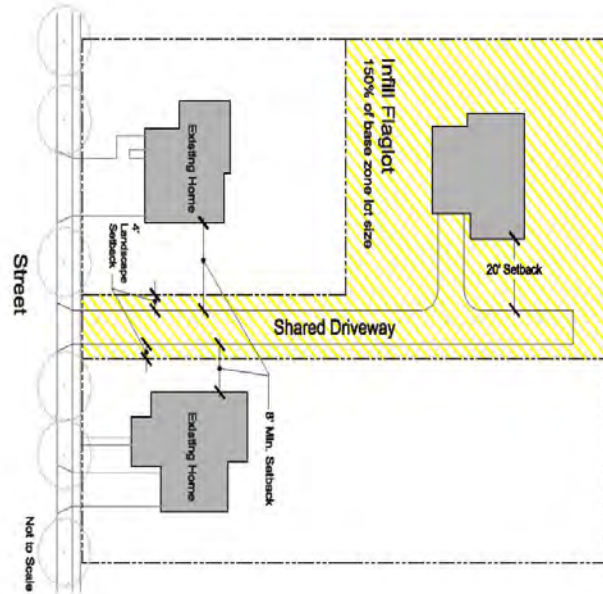 Infill Flaglot
150% of base zone lot size
Existing Home
4'
Landscape
Setback
20' Setback
Street
Shared Driveway
8' Min. Setback
Existing Home
Not to Scale